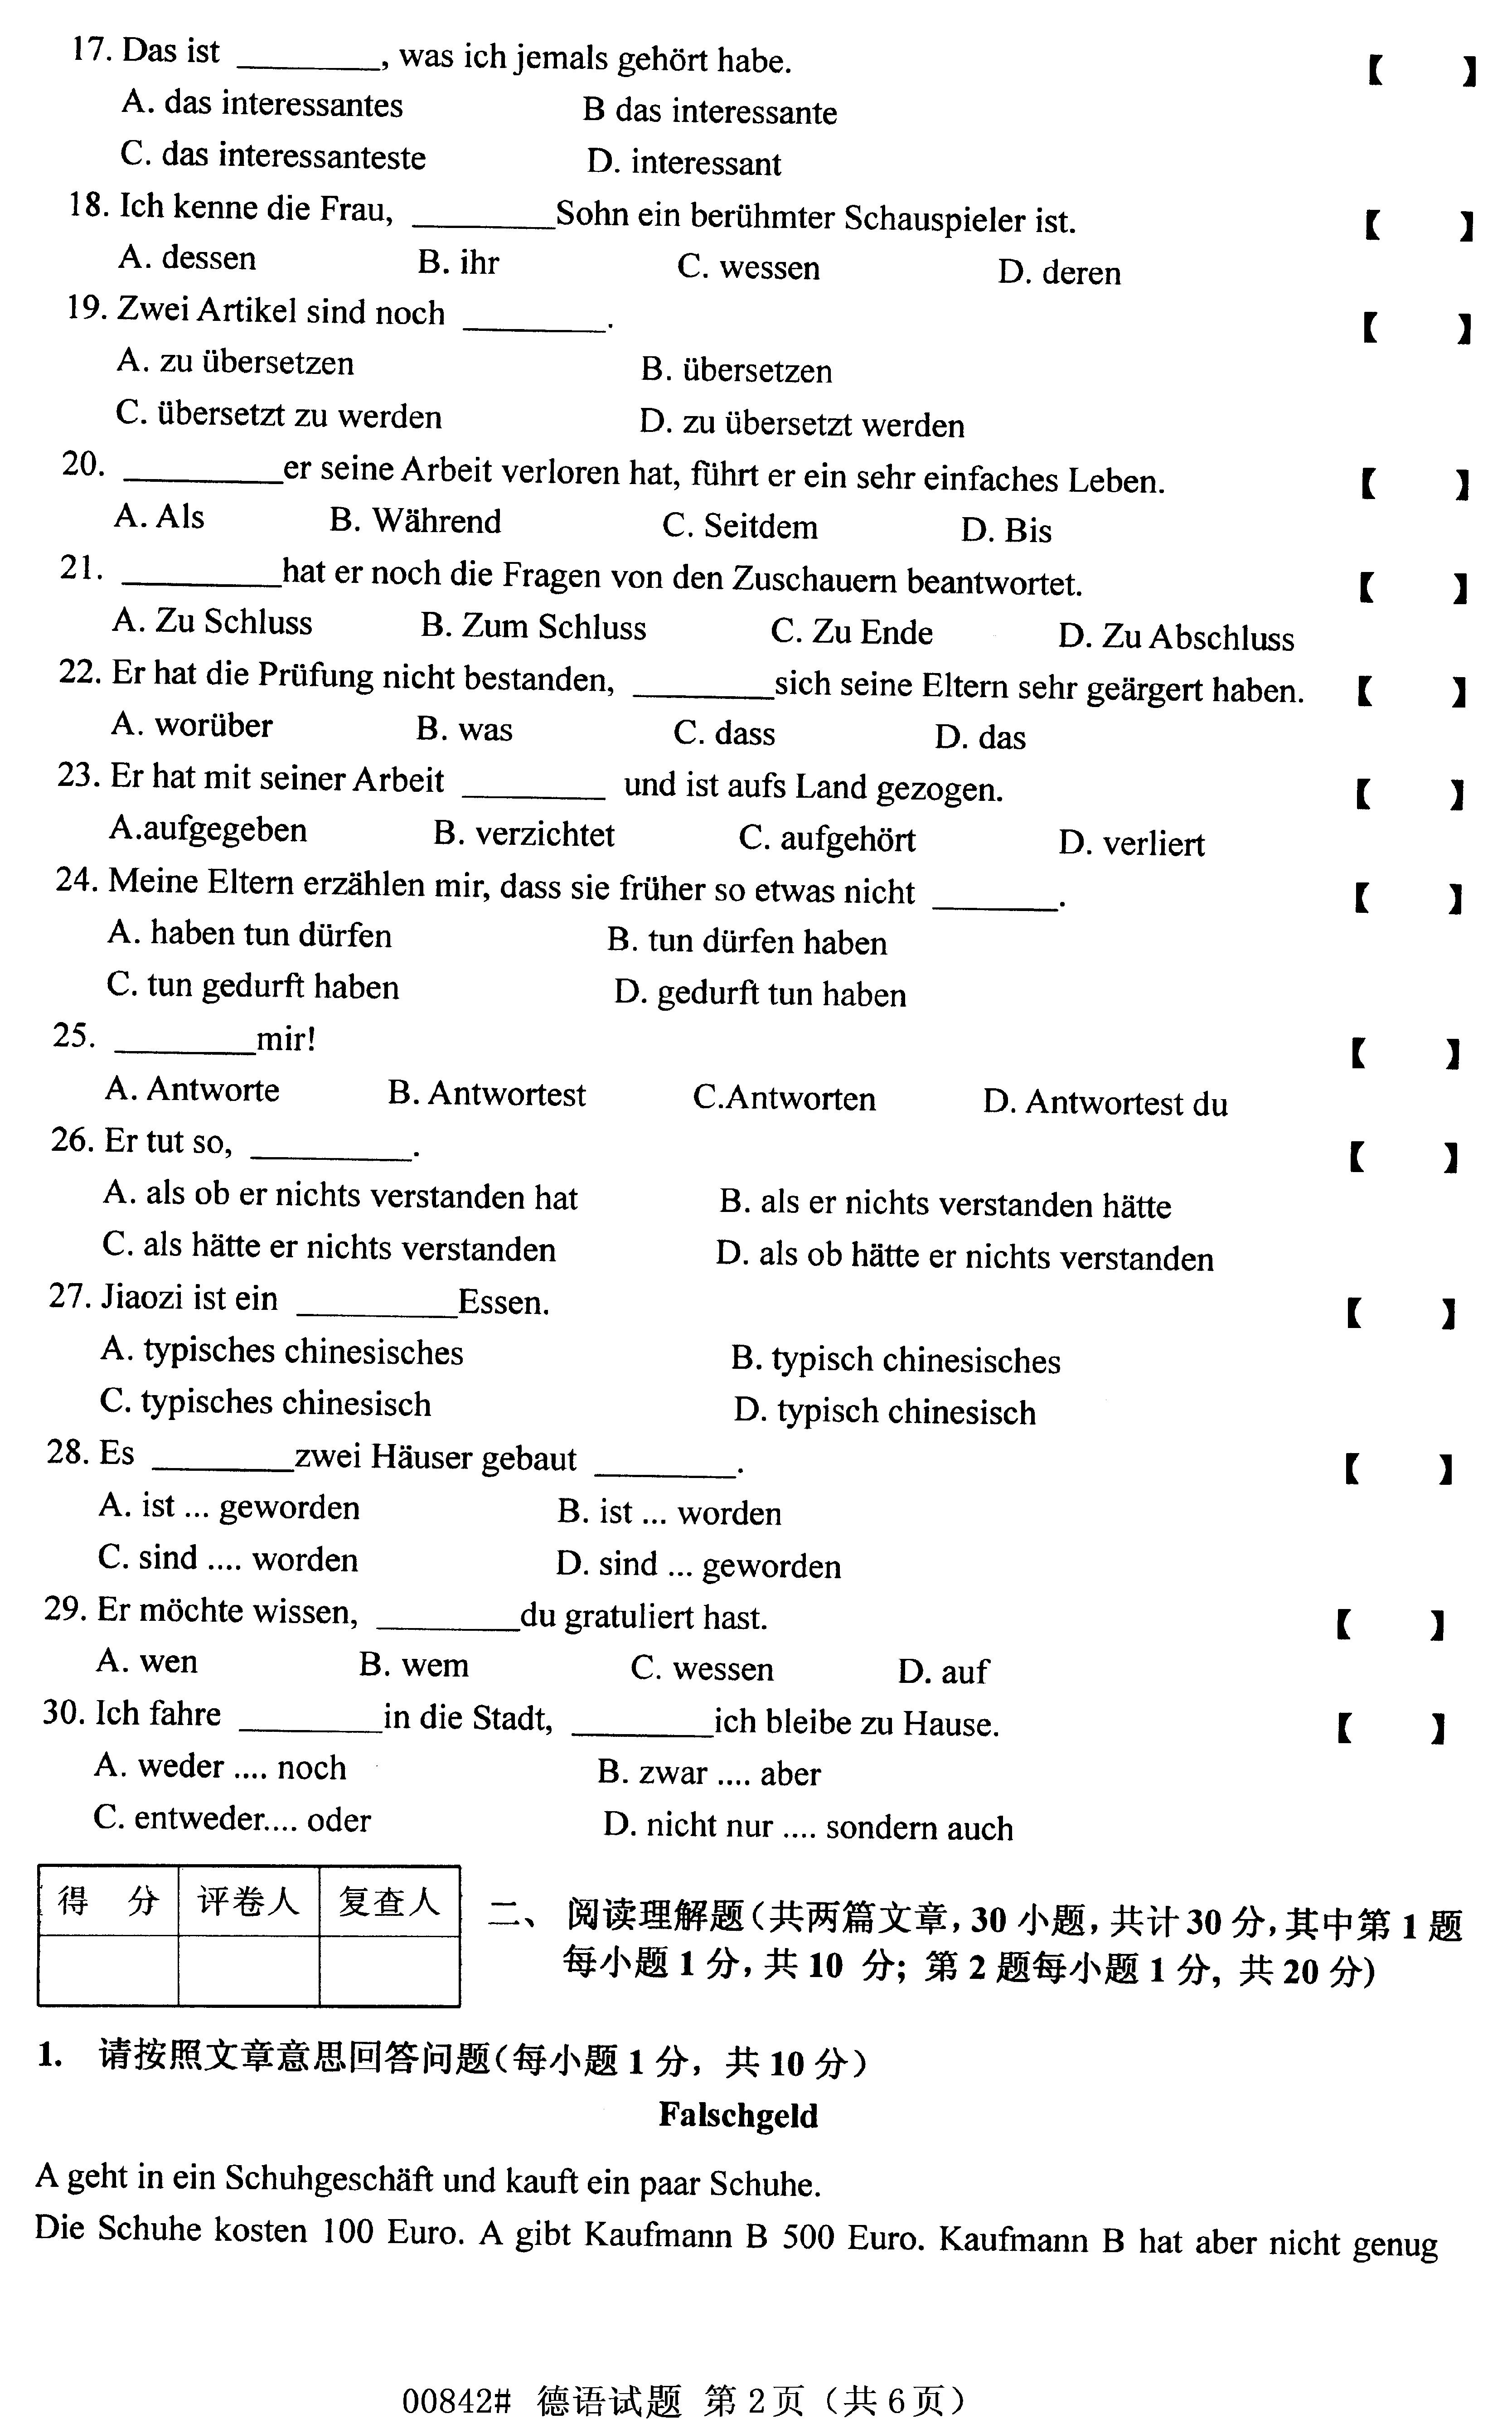 17. Das ist ________, was ich jemals gehört habe. 【 】
A. das interessantes B das interessante
C. das interessanteste D. interessant
18. Ich kenne die Frau, ________Sohn ein berühmter Schauspieler ist. 【 】
A. dessen B. ihr C. wessen D. deren
19. Zwei Artikel sind noch ________. 【 】
A. zu übersetzen B. übersetzen
C. übersetzt zu werden D. zu übersetzt werden
20. _________er seine Arbeit verloren hat, führt er ein sehr einfaches Leben. 【 】
A. Als B. Während C. Seitdem D. Bis
21. _________hat er noch die Fragen von den Zuschauern beantwortet. 【 】
A. Zu Schluss B. Zum Schluss C. Zu Ende D. Zu Abschluss
22. Er hat die Prüfung nicht bestanden, ________sich seine Eltern sehr geärgert haben. 【 】
A. worüber B. was C. dass D. das
23. Er hat mit seiner Arbeit ________ und ist aufs Land gezogen. 【 】
A.aufgegeben B. verzichtet C. aufgehört D. verliert
24. Meine Eltern erzählen mir, dass sie früher so etwas nicht _______. 【 】
A. haben tun dürfen B. tun dürfen haben
C. tun gedurft haben D. gedurft tun haben
25. ________mir! 【 】
A. Antworte B. Antwortest C.Antworten D. Antwortest du
26. Er tut so, _________. 【 】
A. als ob er nichts verstanden hat B. als er nichts verstanden hätte
C. als hätte er nichts verstanden D. als ob hätte er nichts verstanden
27. Jiaozi ist ein _________Essen. 【 】
A. typisches chinesisches B. typisch chinesisches
C. typisches chinesisch D. typisch chinesisch
28. Es ________zwei Häuser gebaut ________. 【 】
A. ist ... geworden B. ist ... worden
C. sind .... worden D. sind ... geworden
29. Er möchte wissen, ________du gratuliert hast. 【 】
A. wen B. wem C. wessen D. auf
30. Ich fahre ________in die Stadt, ________ich bleibe zu Hause. 【 】
A. weder .... noch B. zwar .... aber
C. entweder.... oder D. nicht nur .... sondern auch
得 分 评卷人 复查人
二、 阅读理解题(共两篇文章,30 小题,共计30 分,其中第 1 题
每小题 1 分,共 10 分; 第 2 题每小题 1 分, 共 20 分)
1. 请按照文章意思回答问题(每小题 1 分, 共 10 分)
Falschgeld
A geht in ein Schuhgeschäft und kauft ein paar Schuhe.
Die Schuhe kosten 100 Euro. A gibt Kaufmann B 500 Euro. Kaufmann B hat aber nicht genug
00842# 德语试题 第 2 页 (共 6 页)